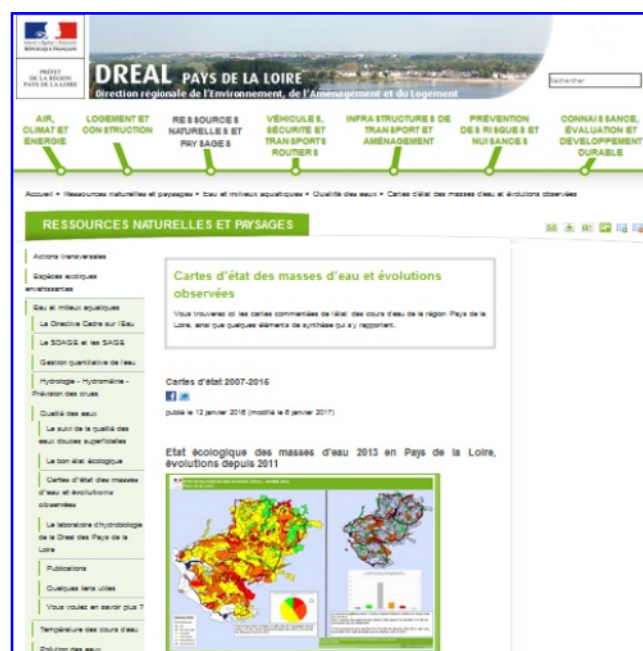 RÉPUBLIQUE FRANÇAISE
PRÉFET
DE LA RÉGION
PAYS DE LA LOIRE
DREAL PAYS DE LA LOIRE
Direction régionale de l'Environnement, de l'Aménagement et du Logement
Rechercher
AIR,
CLIMAT ET
ÉNERGIE
LOGEMENT ET
CONSTRUCTION
RESSOURCES
NATURELLES ET
PAYSAGES
VÉHICULES,
SÉCURITÉ ET
TRANSPORTS
ROUTIERS
INFRASTRUCTURES DE
TRANSPORT ET
AMÉNAGEMENT
PRÉVENTION
DES RISQUES ET
NUISANCES
CONNAISSANCE,
ÉVALUATION ET
DÉVELOPPEMENT
DURABLE
Accueil > Ressources naturelles et paysages > Eau et milieux aquatiques > Qualité des eaux > Cartes d'état des masses d'eau et évolutions observées
RESSOURCES NATURELLES ET PAYSAGES
Actions transversales
Espèces exotiques
envahissantes
Eau et milieux aquatiques
La Directive Cadre sur l'Eau
Le SDAGE et les SAGE
Gestion quantitative de l'eau
Hydrologie - Hydrométrie -
Prévision des crues
Qualité des eaux
Le suivi de la qualité des
eaux douces superficielles
Le bon état écologique
Cartes d'état des masses
d'eau et évolutions
observées
Le laboratoire d'hydrobiologie
de la Dreal des Pays de la
Loire
Publications
Quelques liens utiles
Vous voulez en savoir plus ?
Température des cours d'eau
Pollution des eaux
Cartes d'état des masses d'eau et évolutions
observées
Vous trouverez ici les cartes commentées de l'état des cours d'eau de la région Pays de la
Loire, ainsi que quelques éléments de synthèse qui s'y rapportent.
Cartes d'état 2007-2016
publié le 12 janvier 2016 (modifié le 6 janvier 2017)
Etat écologique des masses d'eau 2013 en Pays de la Loire,
évolutions depuis 2011